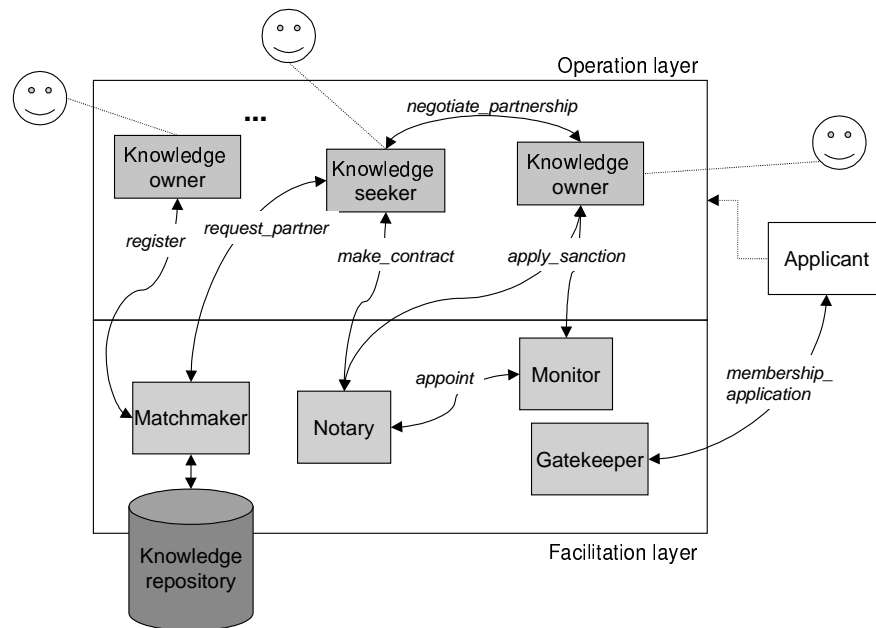 Operation layer
...
negotiate_partnership
Knowledge
owner
Knowledge
seeker
Knowledge
owner
register
request_partner
make_contract
apply_sanction
Applicant
membership_
application
Matchmaker
Notary
appoint
Monitor
Gatekeeper
Knowledge
repository
Facilitation layer